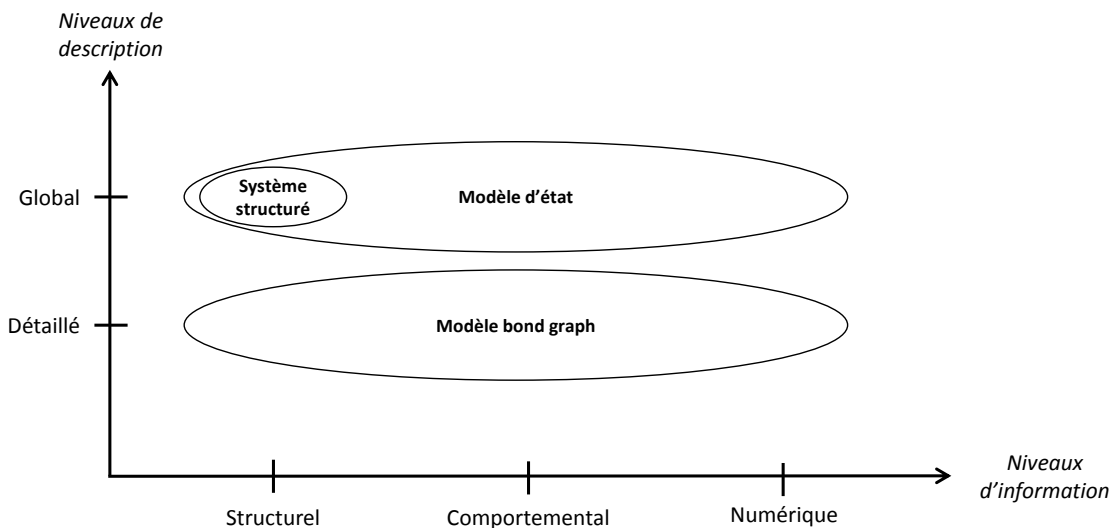 Niveaux de
description
Global
Système
structuré
Modèle d’état
Détaillé
Modèle bond graph
Niveaux
d’information
Structurel
Comportemental
Numérique